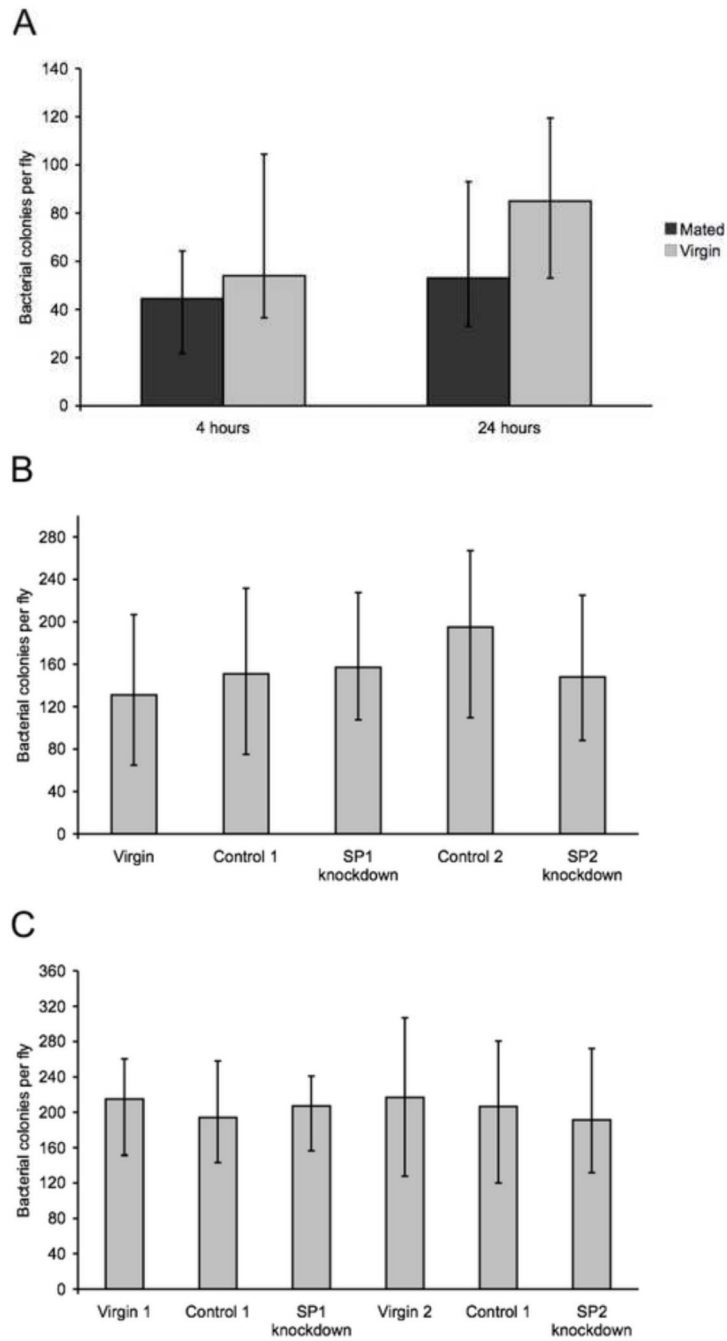 A
Bacterial colonies per fly
140
120
100
80
60
40
20
0
4 hours
24 hours
Mated
Virgin
B
Bacterial colonies per fly
280
240
200
160
120
80
40
0
Virgin
Control 1
SP1
knockdown
Control 2
SP2
knockdown
C
Bacterial colonies per fly
360
320
280
240
200
160
120
80
40
0
Virgin 1
Control 1
SP1
knockdown
Virgin 2
Control 1
SP2
knockdown